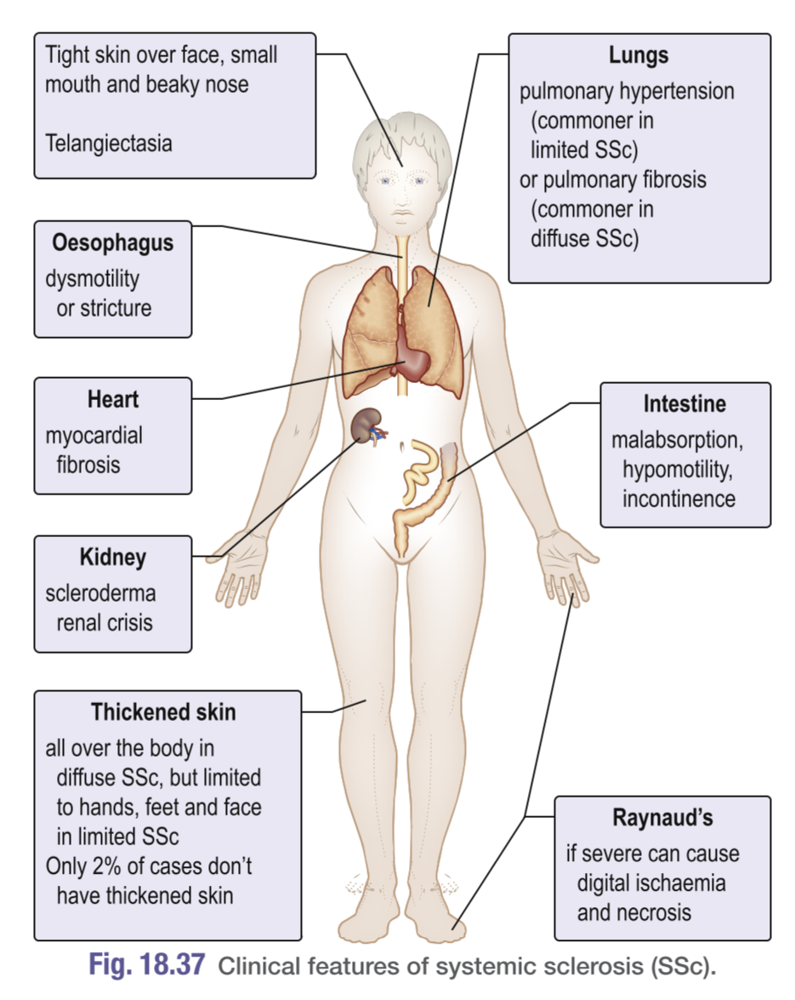 Tight skin over face, small
mouth and beaky nose
Telangiectasia
Lungs
pulmonary hypertension
(commoner in
limited SSc)
or pulmonary fibrosis
(commoner in
diffuse SSc)
Oesophagus
dysmotility
or stricture
Heart
myocardial
fibrosis
Intestine
malabsorption,
hypomotility,
incontinence
Kidney
scleroderma
renal crisis
Thickened skin
all over the body in
diffuse SSc, but limited
to hands, feet and face
in limited SSc
Only 2% of cases don’t
have thickened skin
Raynaud’s
if severe can cause
digital ischaemia
and necrosis
Fig. 18.37 Clinical features of systemic sclerosis (SSc).